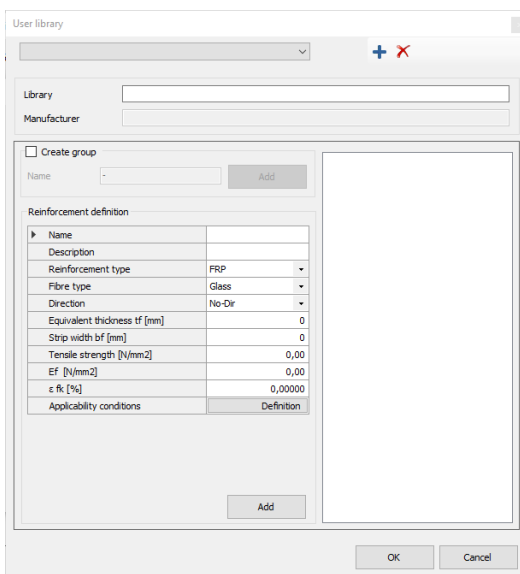 User library
Library
Manufacturer
Create group
Name - Add
Reinforcement definition
Name
Description
Reinforcement type FRP
Fibre type Glass
Direction No-Dir
Equivalent thickness tf [mm] 0
Strip width bf [mm] 0
Tensile strength [N/mm2] 0,00
Ef [N/mm2] 0,00
ε fk [%] 0,00000
Applicability conditions Definition
Add
OK Cancel